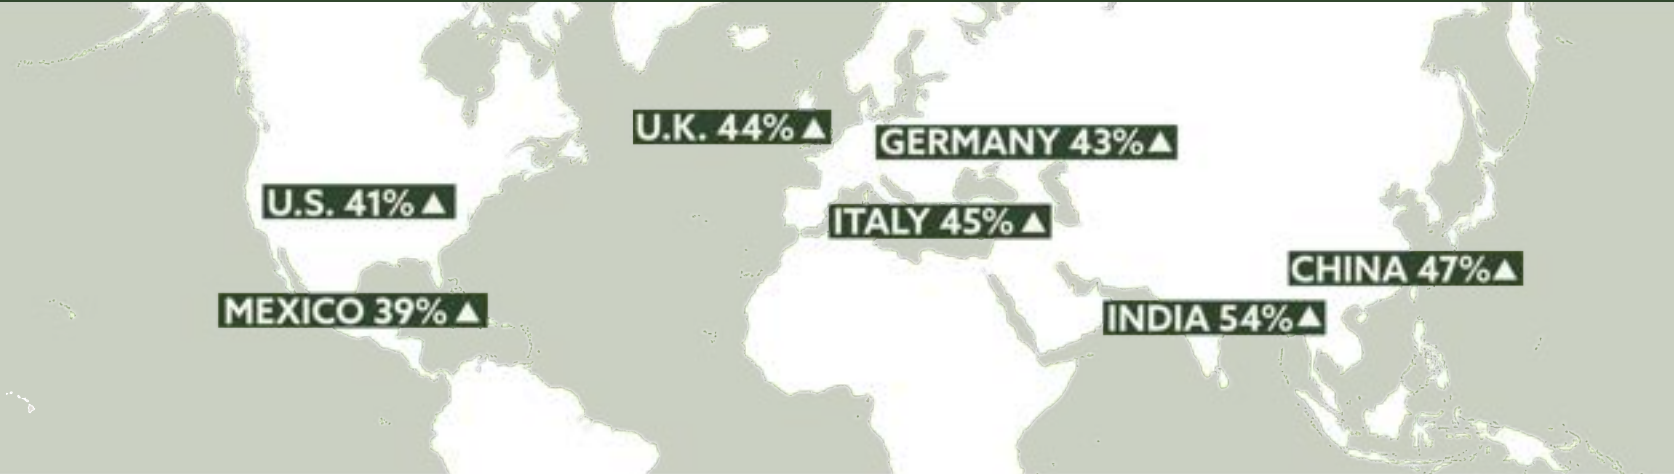 U.K. 44% ▲
GERMANY 43% ▲
U.S. 41% ▲
ITALY 45% ▲
CHINA 47% ▲
MEXICO 39% ▲
INDIA 54% ▲